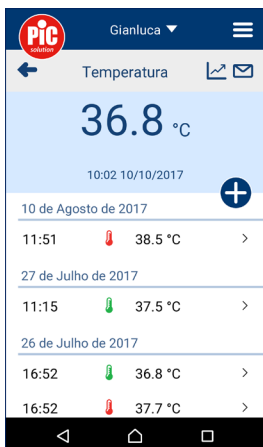 PiC
solution
Gianluca
Temperatura
36.8 °C
10:02 10/10/2017
10 de Agosto de 2017
11:51 38.5 °C
27 de Julho de 2017
11:15 37.5 °C
26 de Julho de 2017
16:52 36.8 °C
16:52 37.7 °C